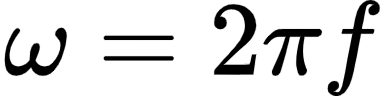 ω = 2πf